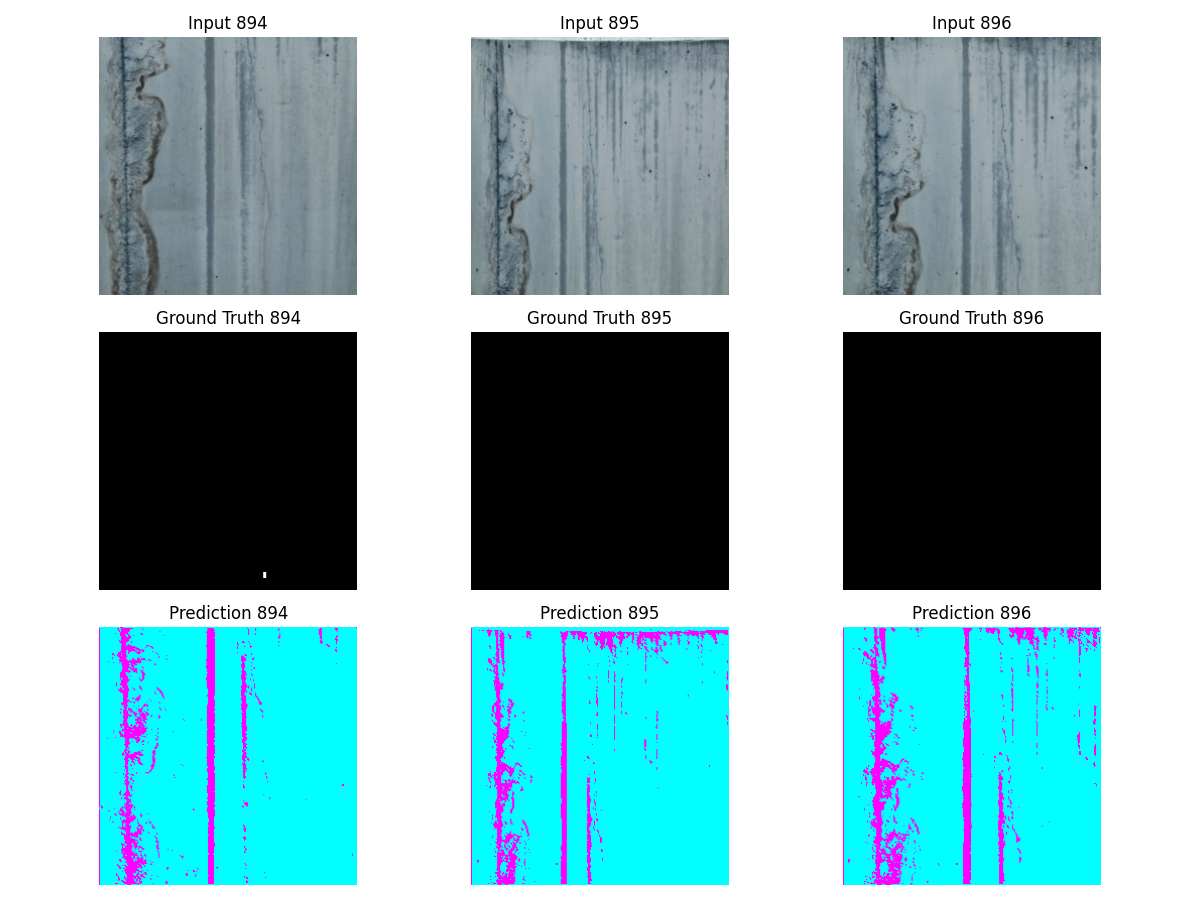 Input 894
Input 895
Input 896
Ground Truth 894
Ground Truth 895
Ground Truth 896
Prediction 894
Prediction 895
Prediction 896